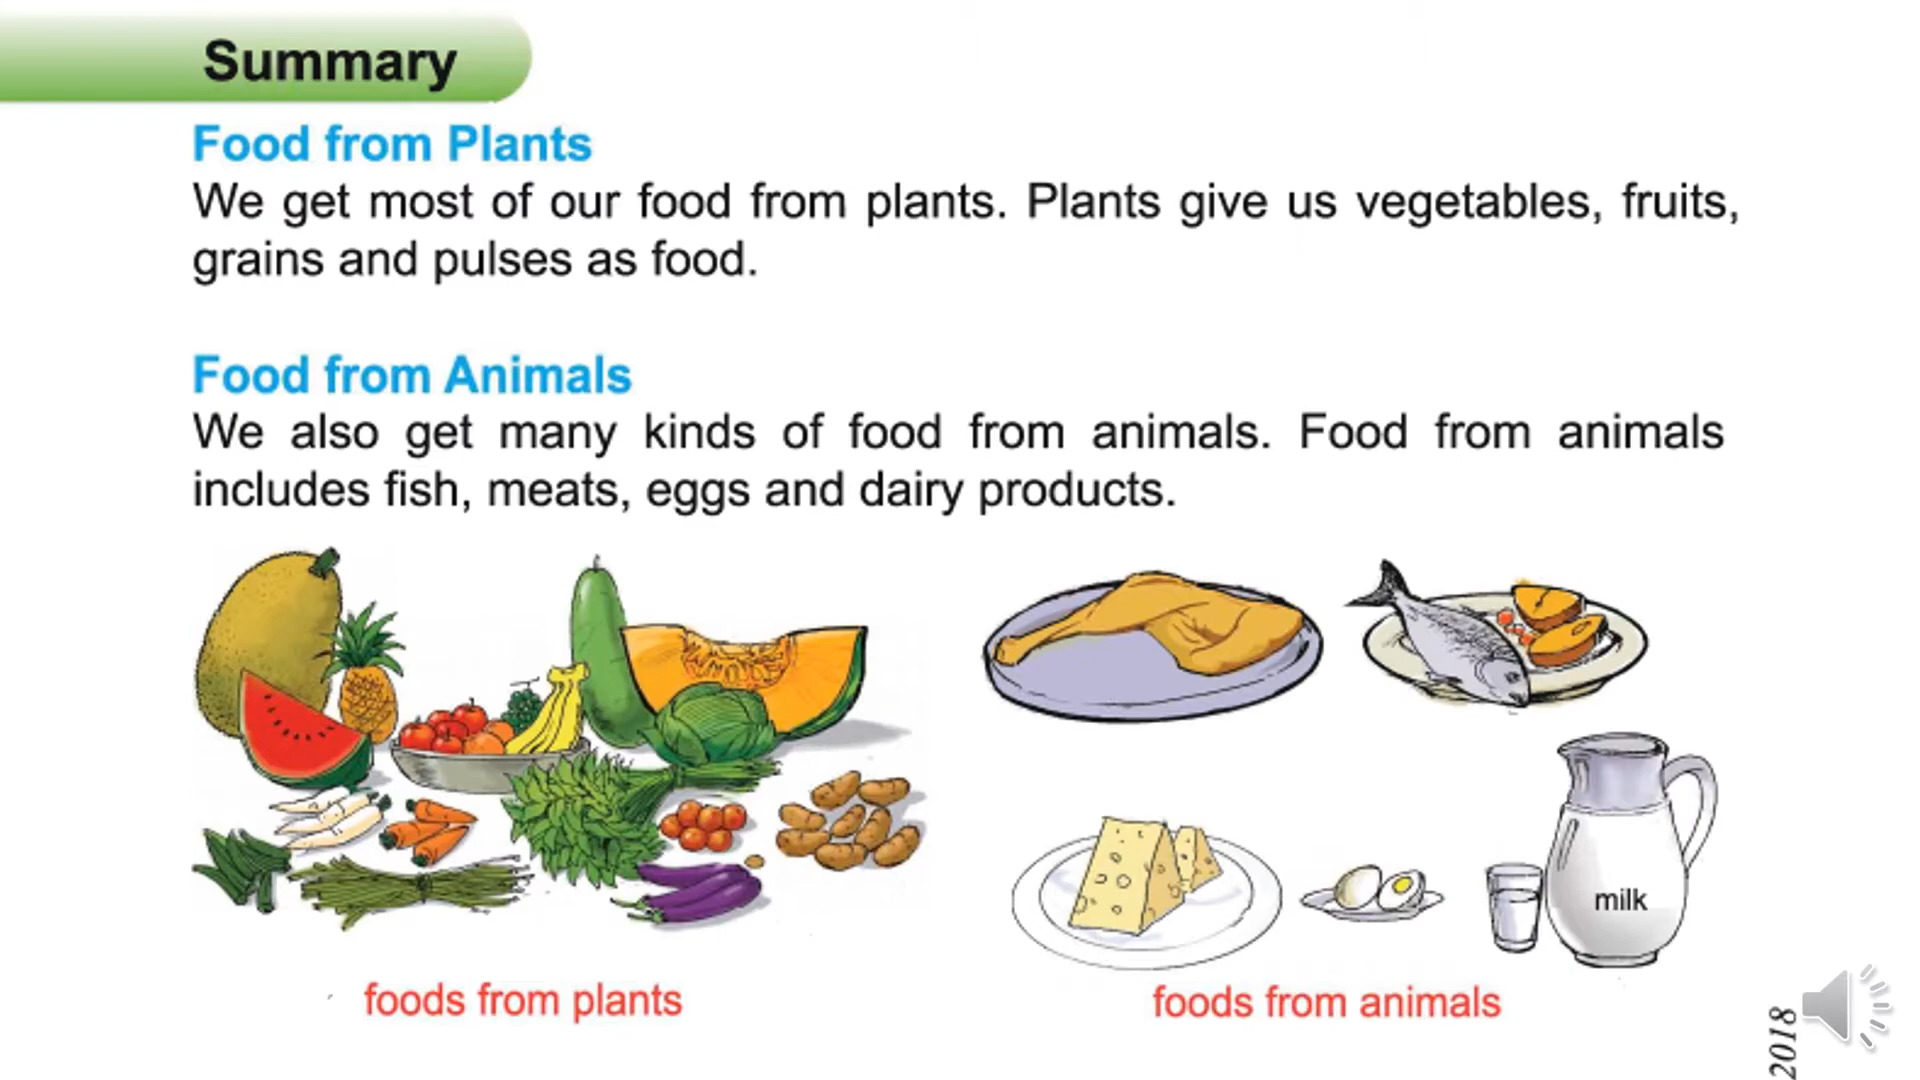 Summary
Food from Plants
We get most of our food from plants. Plants give us vegetables, fruits,
grains and pulses as food.
Food from Animals
We also get many kinds of food from animals. Food from animals
includes fish, meats, eggs and dairy products.
milk
foods from plants
foods from animals
2018